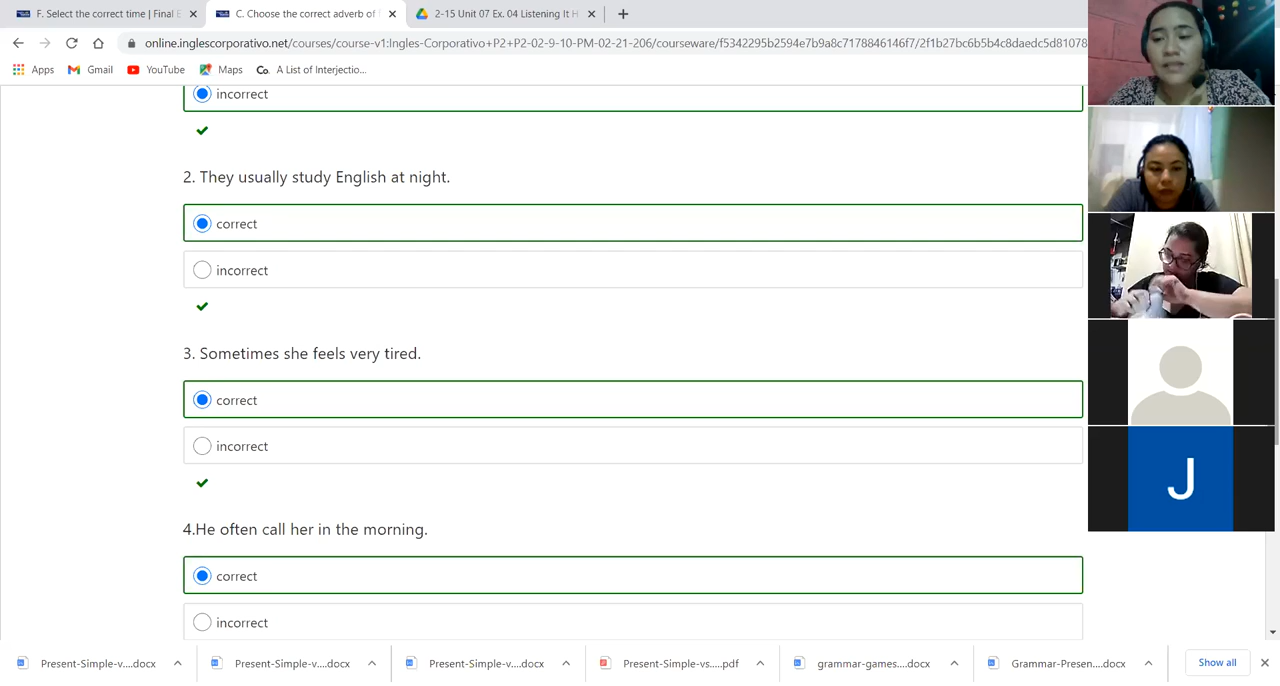 F. Select the correct time | Final E
C. Choose the correct adverb of
2-15 Unit 07 Ex. 04 Listening It H
online.inglescorporativo.net/courses/course-v1:Ingles-Corporativo+P2+P2-02-9-10-PM-02-21-206/courseware/f5342295b2594e7b9a8c7178846146f7/2f1b27bc6b5b4c8daedc5d81078
Apps Gmail YouTube Maps Co. A List of Interjectio...
incorrect
2. They usually study English at night.
correct
incorrect
3. Sometimes she feels very tired.
correct
incorrect
4.He often call her in the morning.
correct
incorrect
J
Present-Simple-v....docx Present-Simple-v....docx Present-Simple-v....docx Present-Simple-vs.....pdf grammar-games....docx Grammar-Presen....docx Show all